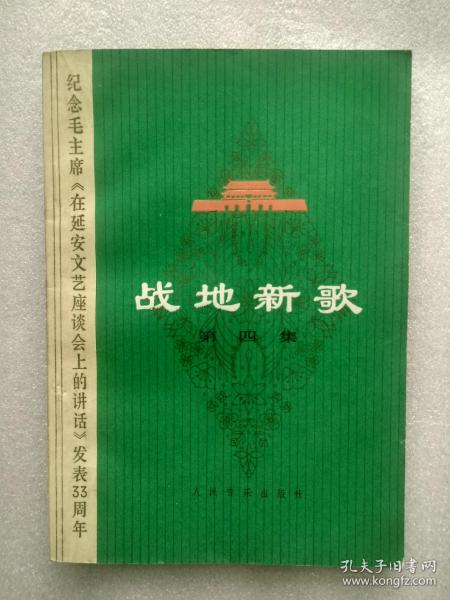 纪念毛主席《在延安文艺座谈会上的讲话》发表33周年
战地新歌
第四集
人民音乐出版社
孔夫子旧书网
www.kongfz.com